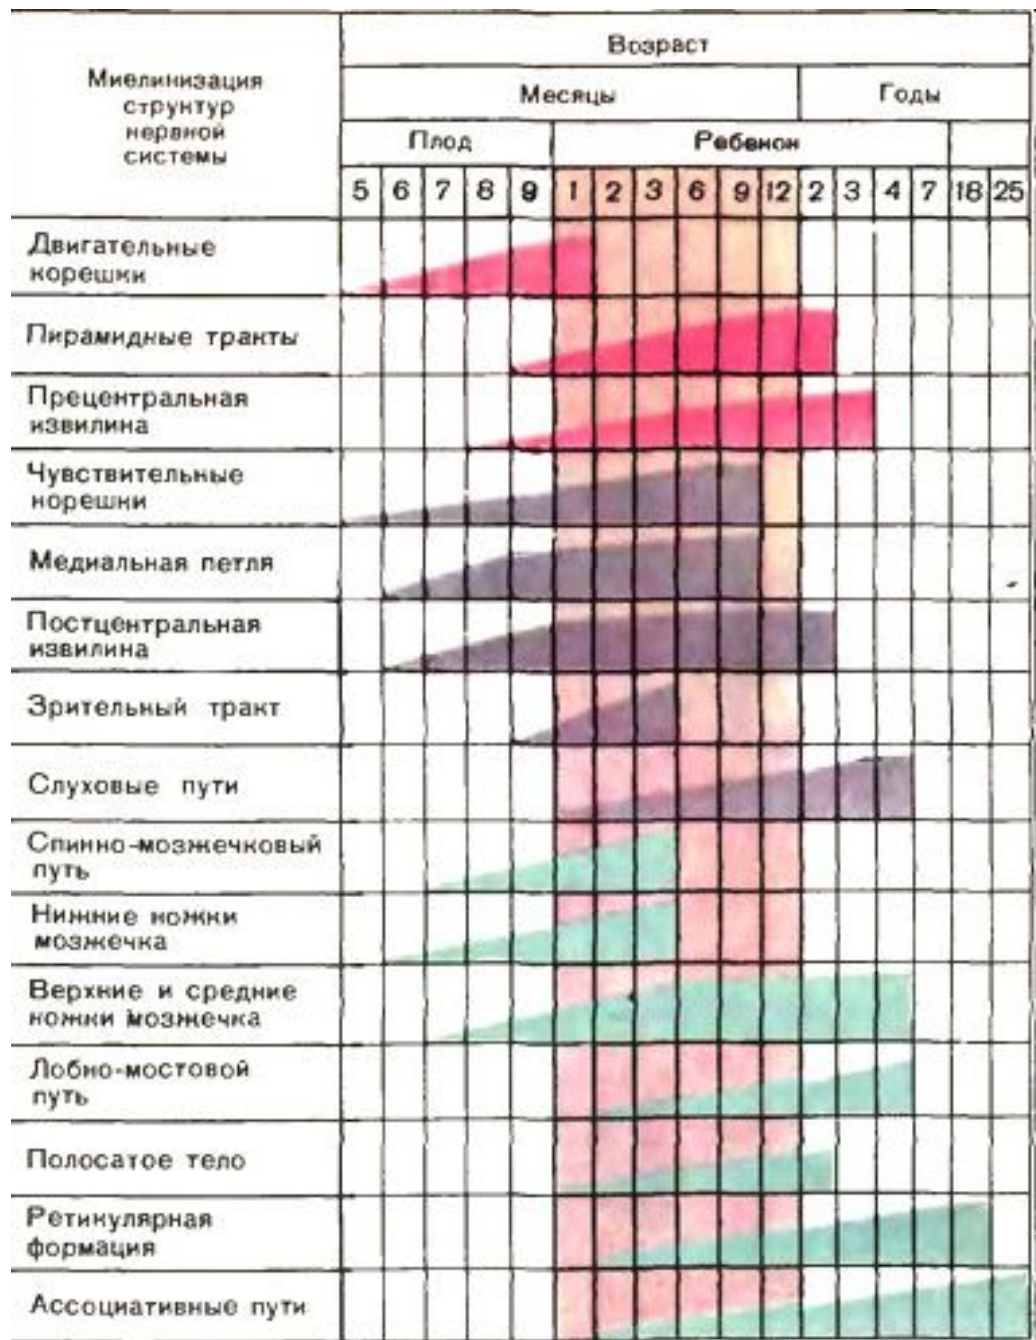 Миелинизация
структур
нервной
системы
Возраст
Месяцы
Годы
Плод
Ребенок
5 6 7 8 9 1 2 3 6 9 12 2 3 4 7 18 25
Двигательные
корешки
Пирамидные тракты
Прецентральная
извилина
Чувствительные
корешки
Медиальная петля
Постцентральная
извилина
Зрительный тракт
Слуховые пути
Спинно-мозжечковый
путь
Нижние ножки
мозжечка
Верхние и средние
ножки мозжечка
Лобно-мостовой
путь
Полосатое тело
Ретикулярная
формация
Ассоциативные пути